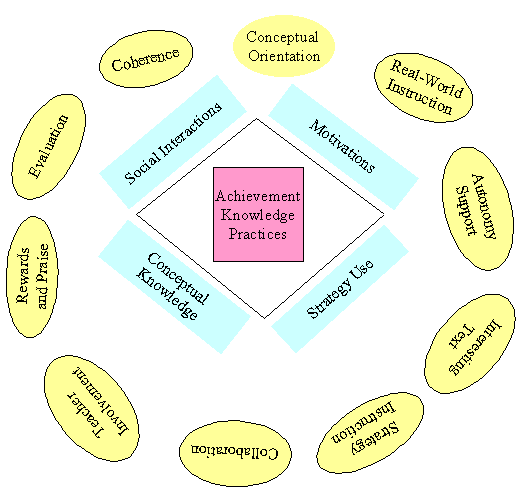 Conceptual
Orientation
Real-World
Instruction
Autonomy
Support
Interesting
Text
Strategy
Instruction
Collaboration
Teacher
Involvement
Rewards
and Praise
Evaluation
Coherence
Social Interactions
Motivations
Achievement
Knowledge
Practices
Conceptual
Knowledge
Strategy Use